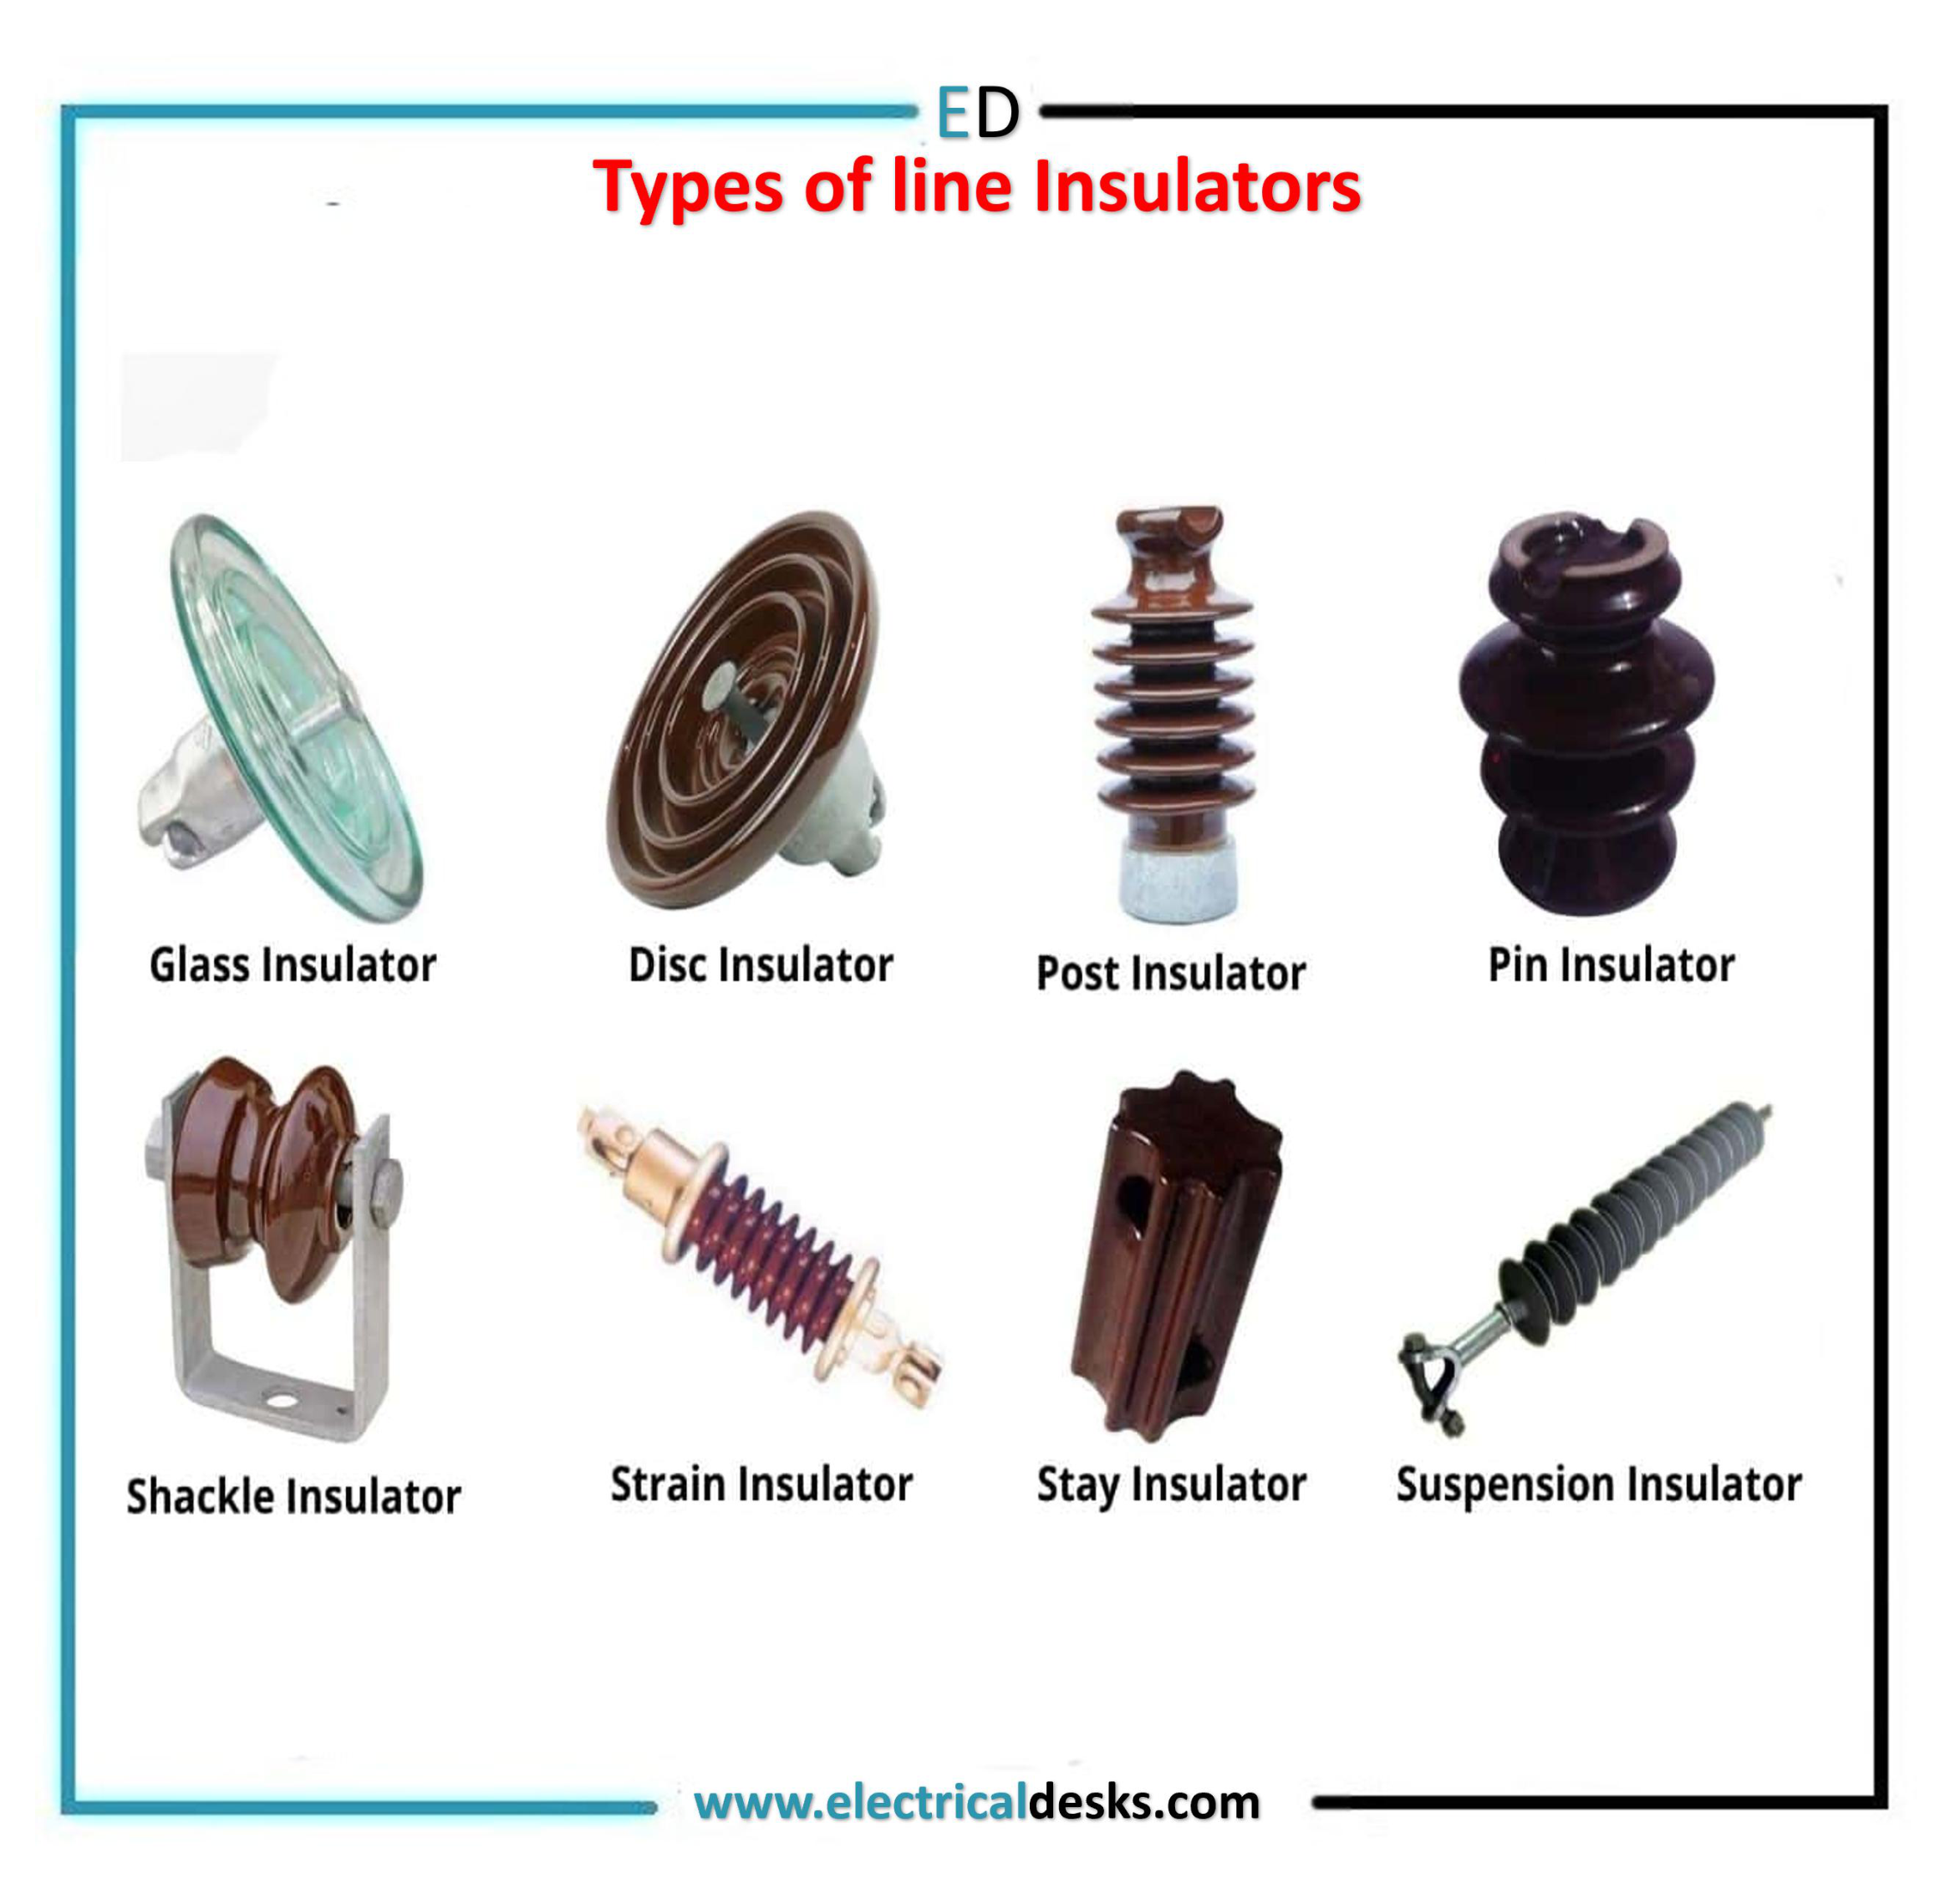 ED
Types of line Insulators
Glass Insulator
Disc Insulator
Post Insulator
Pin Insulator
Shackle Insulator
Strain Insulator
Stay Insulator
Suspension Insulator
www.electricaldesks.com